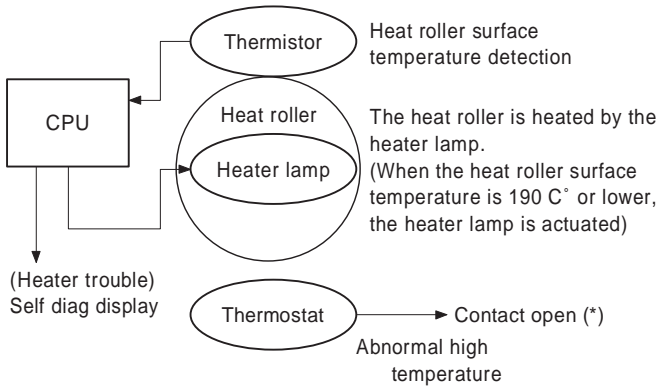 Thermistor
Heat roller surface
temperature detection
CPU
Heat roller
Heater lamp
The heat roller is heated by the
heater lamp.
(When the heat roller surface
temperature is 190 C° or lower,
the heater lamp is actuated)
(Heater trouble)
Self diag display
Thermostat
Contact open (*)
Abnormal high
temperature